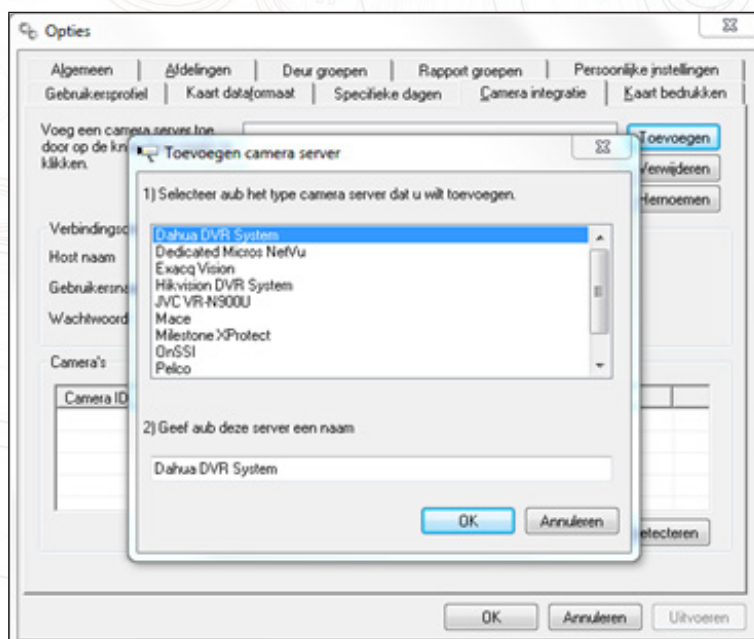 Opties
Algemeen Afdelingen Deur groepen Rapport groepen Persoonlijke instellingen
Gebruikersprofiel Kaart dataformaat Specifieke dagen Camera integratie Kaart bedrukken
Voeg een camera server toe
door op de kn
klikken.
Toevoegen
Verwijderen
Hernoemen
Verbindingsc
Host naam
Gebruikersna
Wachtwoord
Camera's
Camera ID
electeren
Toevoegen camera server
1) Selecteer aub het type camera server dat u wilt toevoegen.
Dahua DVR System
Dedicated Micros NetVu
Exacq Vision
Hikvision DVR System
JVC VR-N900U
Mace
Milestone XProtect
OnSSI
Pelco
2) Geef aub deze server een naam
Dahua DVR System
OK Annuleren
OK Annuleren Uitvoeren